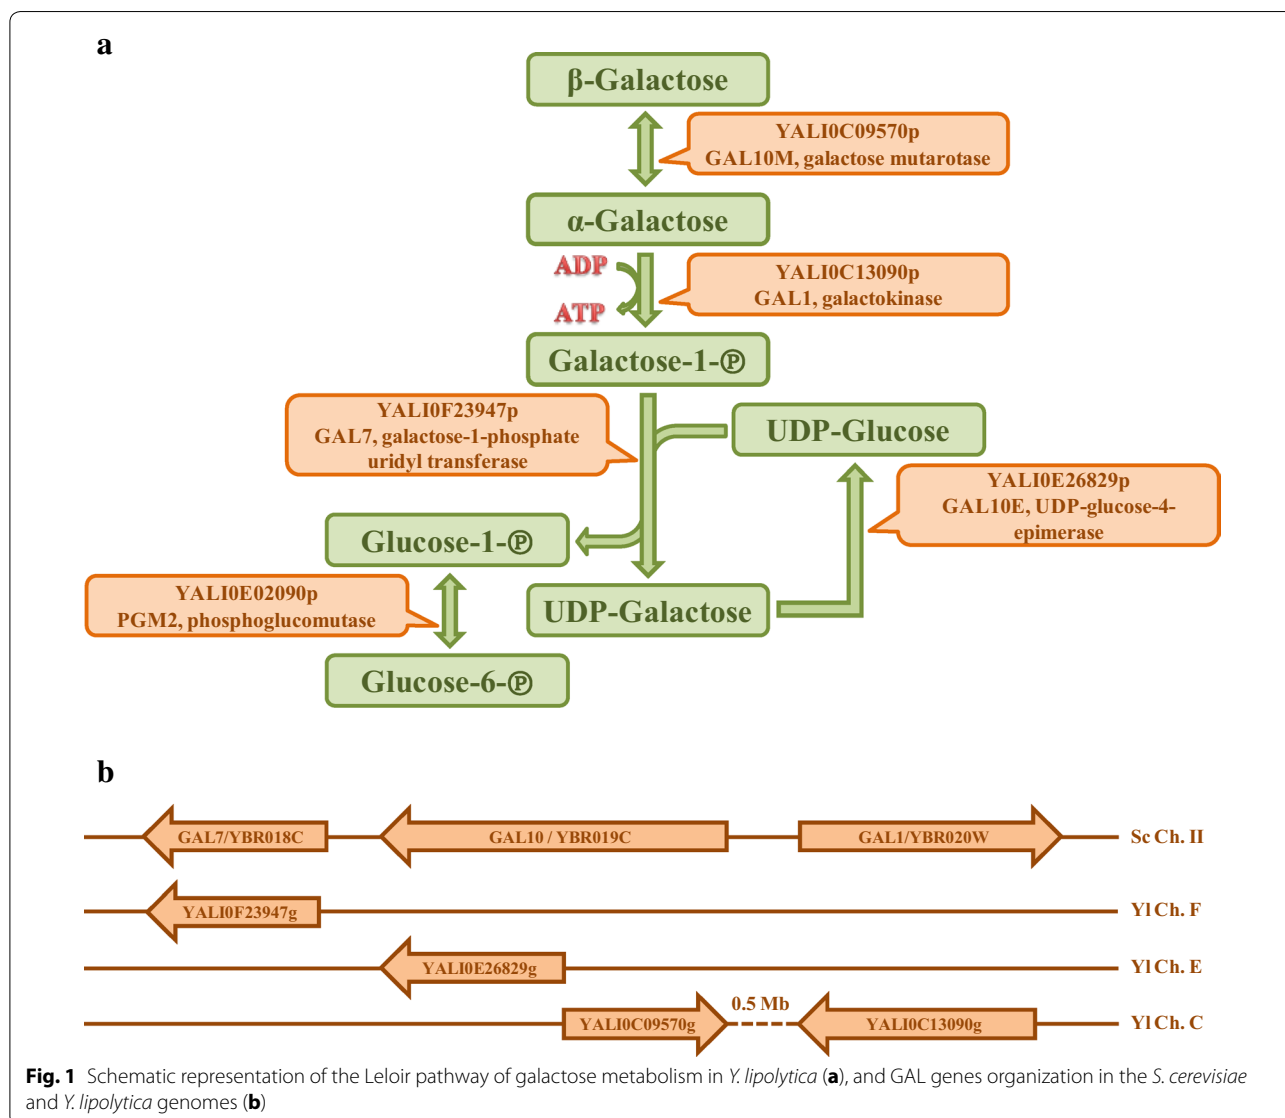 a
β-Galactose
YALI0C09570p
GAL10M, galactose mutarotase
α-Galactose
ADP
ATP
YALI0C13090p
GAL1, galactokinase
Galactose-1-Ⓟ
YALI0F23947p
GAL7, galactose-1-phosphate
uridyl transferase
UDP-Glucose
YALI0E26829p
GAL10E, UDP-glucose-4-
epimerase
Glucose-1-Ⓟ
YALI0E02090p
PGM2, phosphoglucomutase
UDP-Galactose
Glucose-6-Ⓟ
b
GAL7/YBR018C
GAL10 / YBR019C
GAL1/YBR020W
Sc Ch. II
YALI0F23947g
Yl Ch. F
YALI0E26829g
Yl Ch. E
YALI0C09570g
0.5 Mb
YALI0C13090g
Yl Ch. C
Fig. 1 Schematic representation of the Leloir pathway of galactose metabolism in Y. lipolytica (a), and GAL genes organization in the S. cerevisiae
and Y. lipolytica genomes (b)